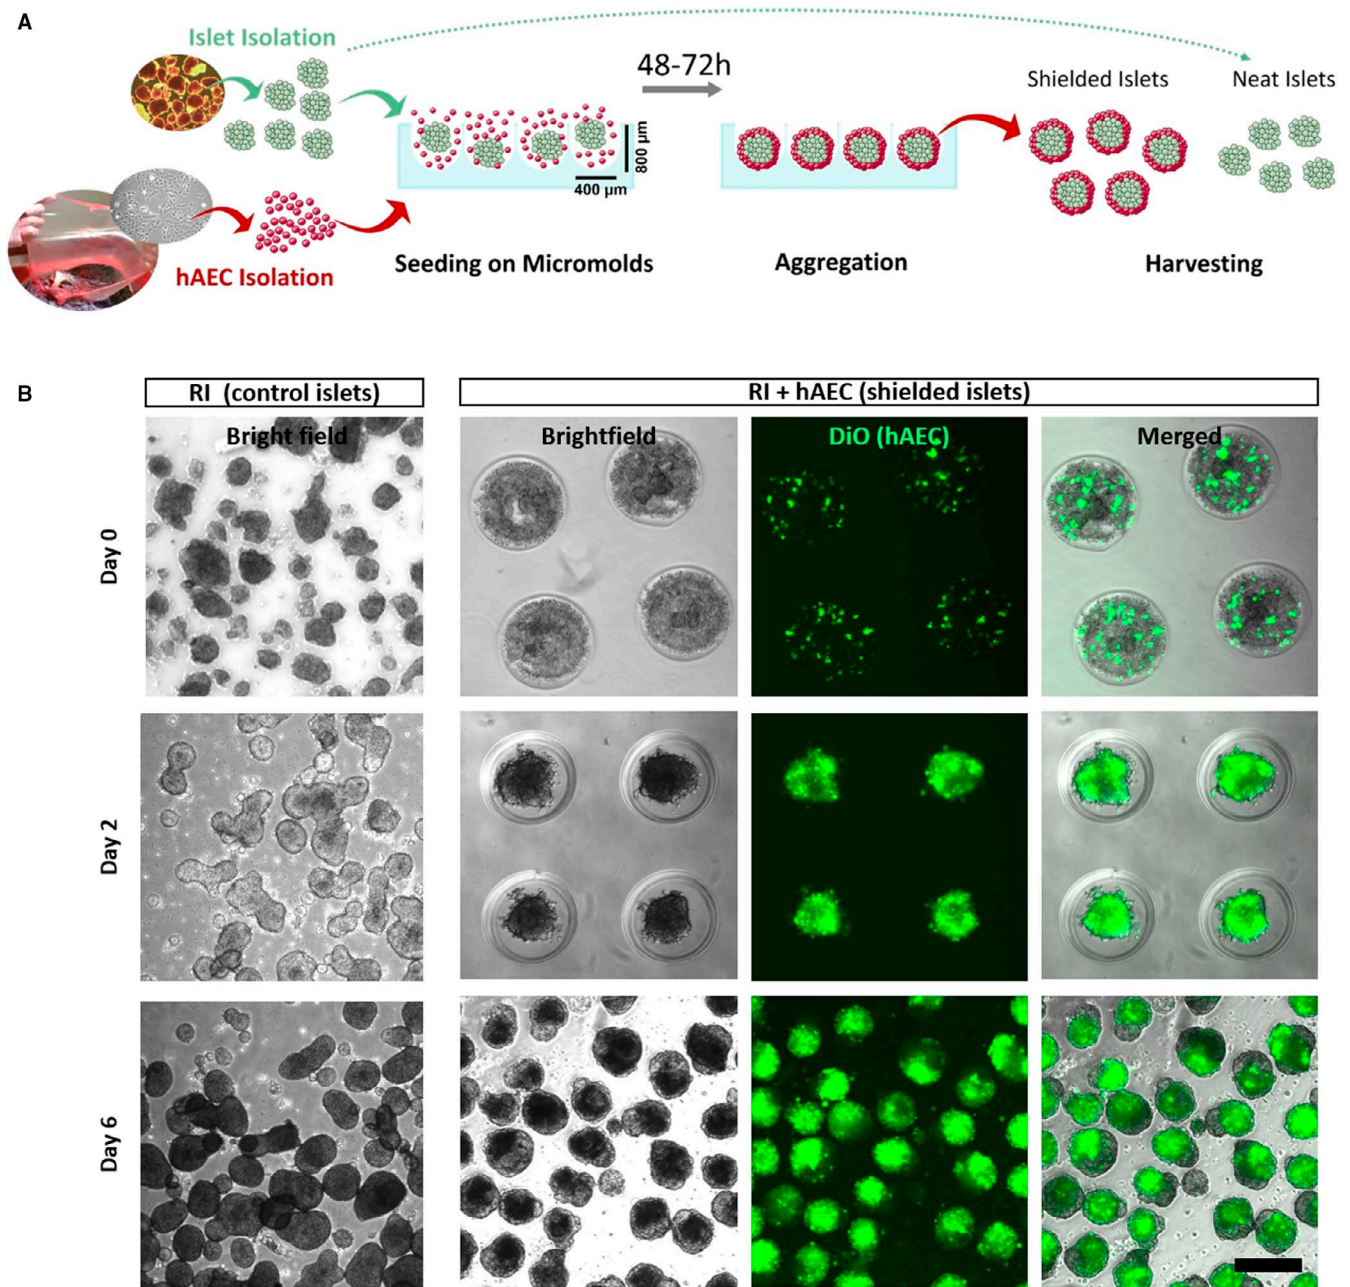 A
Islet Isolation
48-72h
Shielded Islets
Neat Islets
800 µm
400 µm
hAEC Isolation
Seeding on Micromolds
Aggregation
Harvesting
B
RI (control islets)
RI + hAEC (shielded islets)
Bright field
Brightfield
DiO (hAEC)
Merged
Day 0
Day 2
Day 6